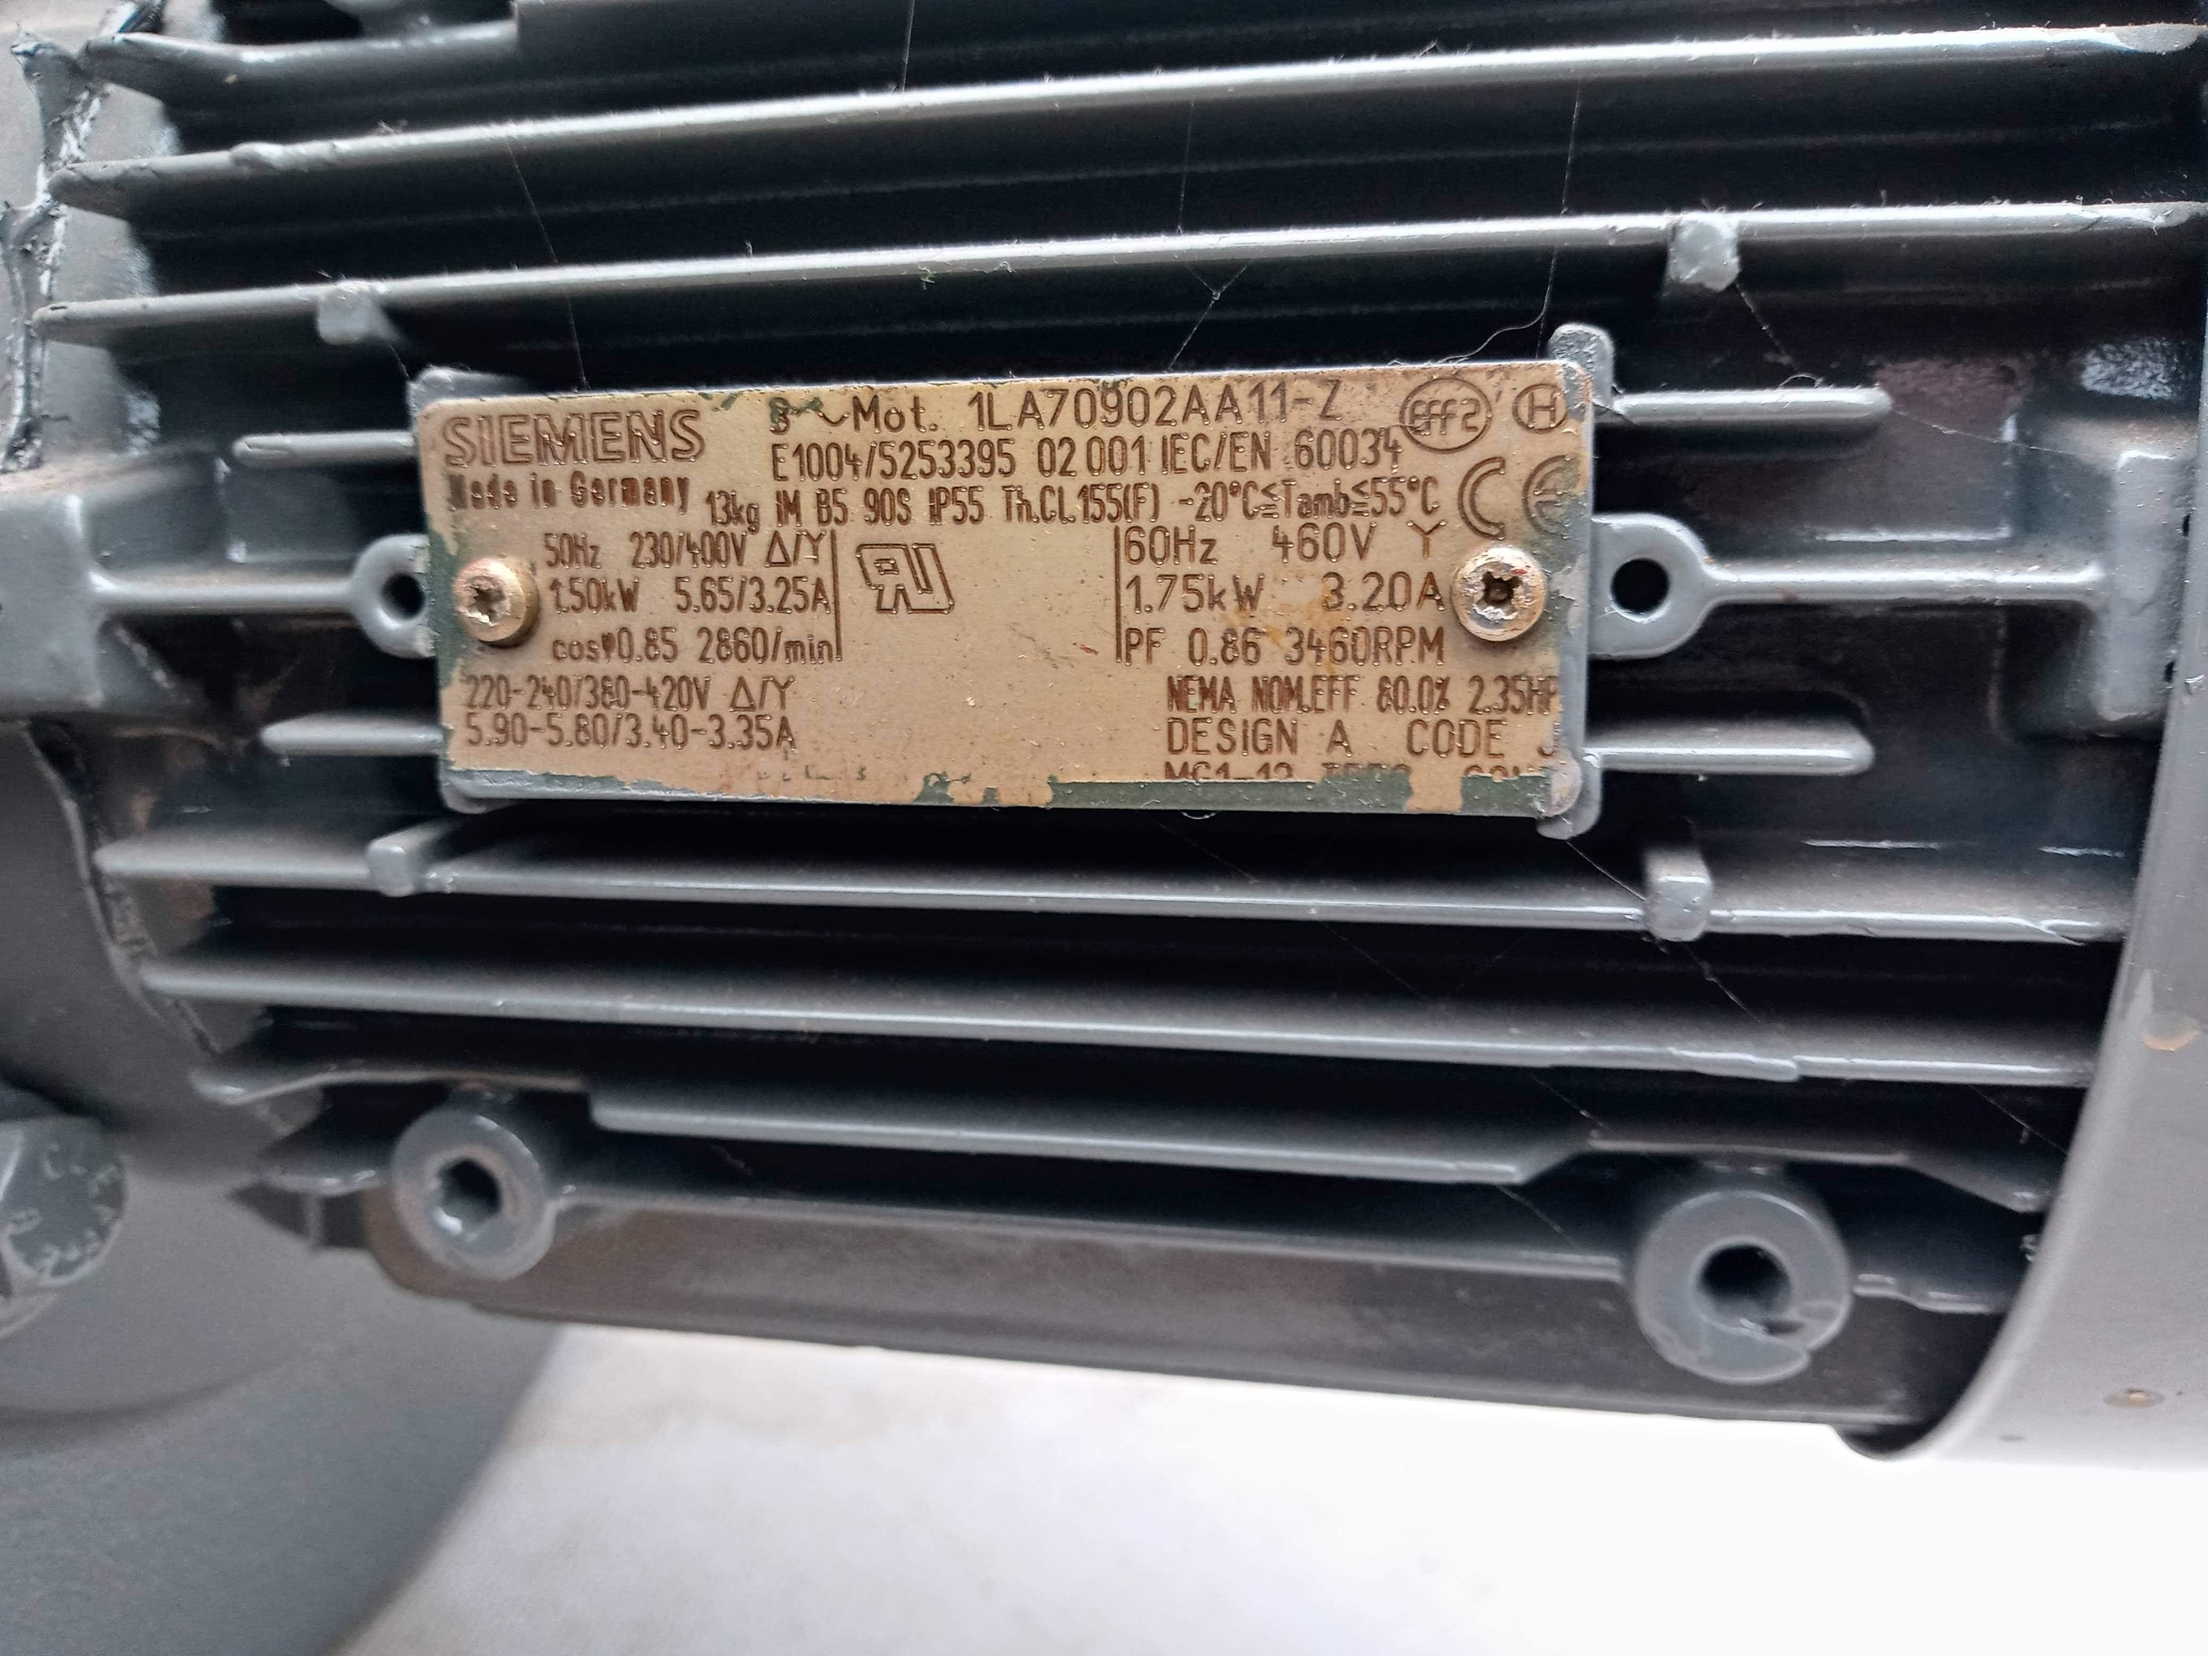 SIEMENS 3~Mot. 1LA70902AA11-Z EFF2 H
E1004/5253395 02 001 IEC/EN 60034
Made in Germany 13kg IM B5 90S IP55 Th.CL.155(F) -20°C≤Tamb≤55°C CE
50Hz 230/400V Δ/Y 60Hz 460V Y
1.50kW 5.65/3.25A 1.75kW 3.20A
cosφ0.85 2860/min PF 0.86 3460RPM
220-240/380-420V Δ/Y NEMA NOM.EFF 80.0% 2.35HP
5.90-5.80/3.40-3.35A DESIGN A CODE J
MG1-12